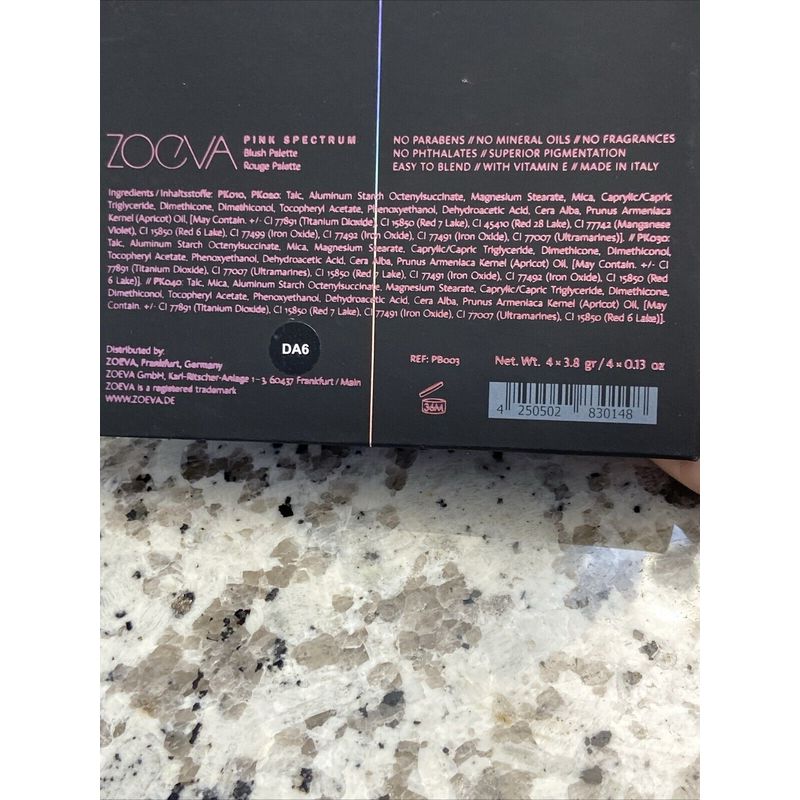 ZOEVA
PINK SPECTRUM
Blush Palette
Rouge Palette
NO PARABENS // NO MINERAL OILS // NO FRAGRANCES
NO PHTHALATES // SUPERIOR PIGMENTATION
EASY TO BLEND // WITH VITAMIN E // MADE IN ITALY
Ingredients / Inhaltsstoffe: PK010, PK020: Talc, Aluminum Starch Octenylsuccinate, Magnesium Stearate, Mica, Caprylic/Capric
Triglyceride, Dimethicone, Dimethiconol, Tocopheryl Acetate, Phenoxyethanol, Dehydroacetic Acid, Cera Alba, Prunus Armeniaca
Kernel (Apricot) Oil, [May Contain. +/- CI 77891 (Titanium Dioxide), CI 15850 (Red 7 Lake), CI 45410 (Red 28 Lake), CI 77742 (Manganese
Violet), CI 15850 (Red 6 Lake), CI 77499 (Iron Oxide), CI 77492 (Iron Oxide), CI 77491 (Iron Oxide), CI 77007 (Ultramarines)]. // PK030:
Talc, Aluminum Starch Octenylsuccinate, Mica, Magnesium Stearate, Caprylic/Capric Triglyceride, Dimethicone, Dimethiconol,
Tocopheryl Acetate, Phenoxyethanol, Dehydroacetic Acid, Cera Alba, Prunus Armeniaca Kernel (Apricot) Oil, [May Contain. +/- CI
77891 (Titanium Dioxide), CI 77007 (Ultramarines), CI 15850 (Red 7 Lake), CI 77491 (Iron Oxide), CI 77492 (Iron Oxide), CI 15850 (Red
6 Lake)]. // PK040: Talc, Mica, Aluminum Starch Octenylsuccinate, Magnesium Stearate, Caprylic/Capric Triglyceride, Dimethicone,
Dimethiconol, Tocopheryl Acetate, Phenoxyethanol, Dehydroacetic Acid, Cera Alba, Prunus Armeniaca Kernel (Apricot) Oil, [May
Contain. +/- CI 77891 (Titanium Dioxide), CI 15850 (Red 7 Lake), CI 77491 (Iron Oxide), CI 77007 (Ultramarines), CI 15850 (Red 6 Lake)].
DA6
Distributed by:
ZOEVA, Frankfurt, Germany
ZOEVA GmbH, Karl-Ritscher-Anlage 1-3, 60437 Frankfurt / Main
ZOEVA is a registered trademark
WWW.ZOEVA.DE
REF: PB003
Net. Wt. 4 x 3.8 gr / 4 x 0.13 oz
36M
4 250502 830148